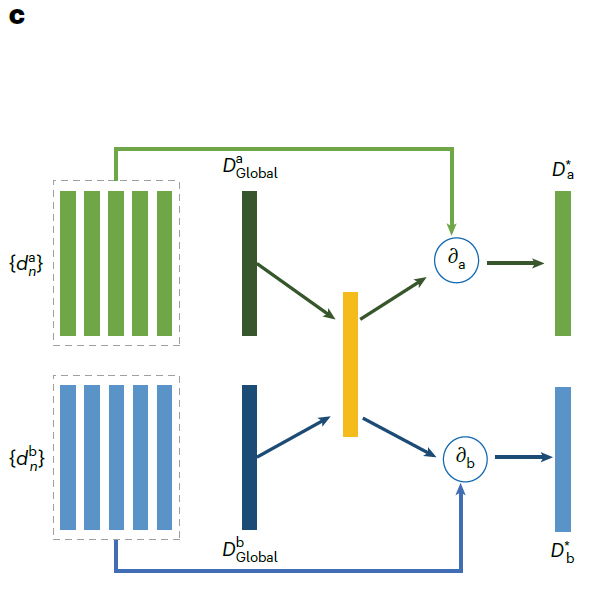 c
D^a_Global
D^*_a
{d^a_n}
∂_a
{d^b_n}
∂_b
D^b_Global
D^*_b